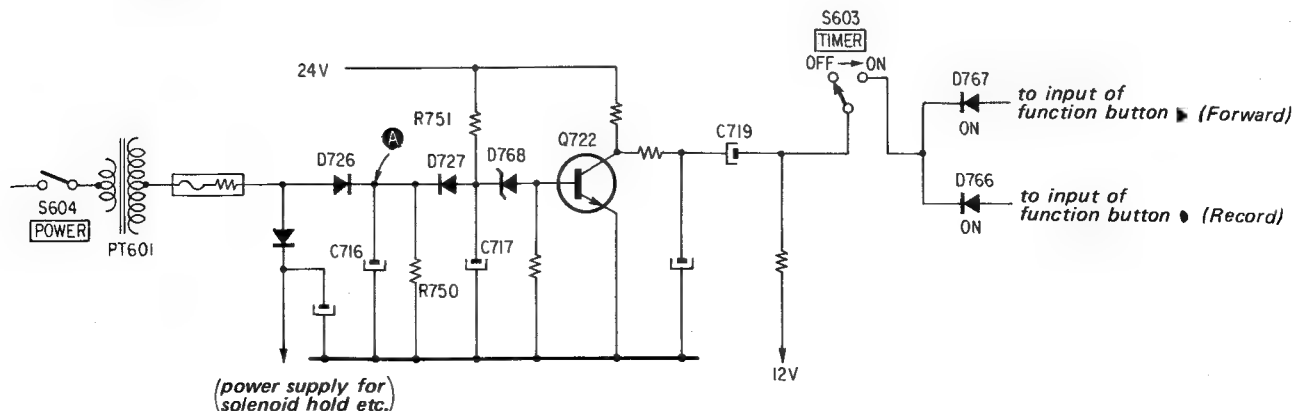 S603
TIMER
OFF → ON
24V
D767
to input of
function button ▶ (Forward)
ON
R751
C719
Q722
A
D726
D727
D768
D766
to input of
function button ● (Record)
ON
S604
POWER
PT601
C716
C717
R750
12V
(power supply for
solenoid hold etc.)